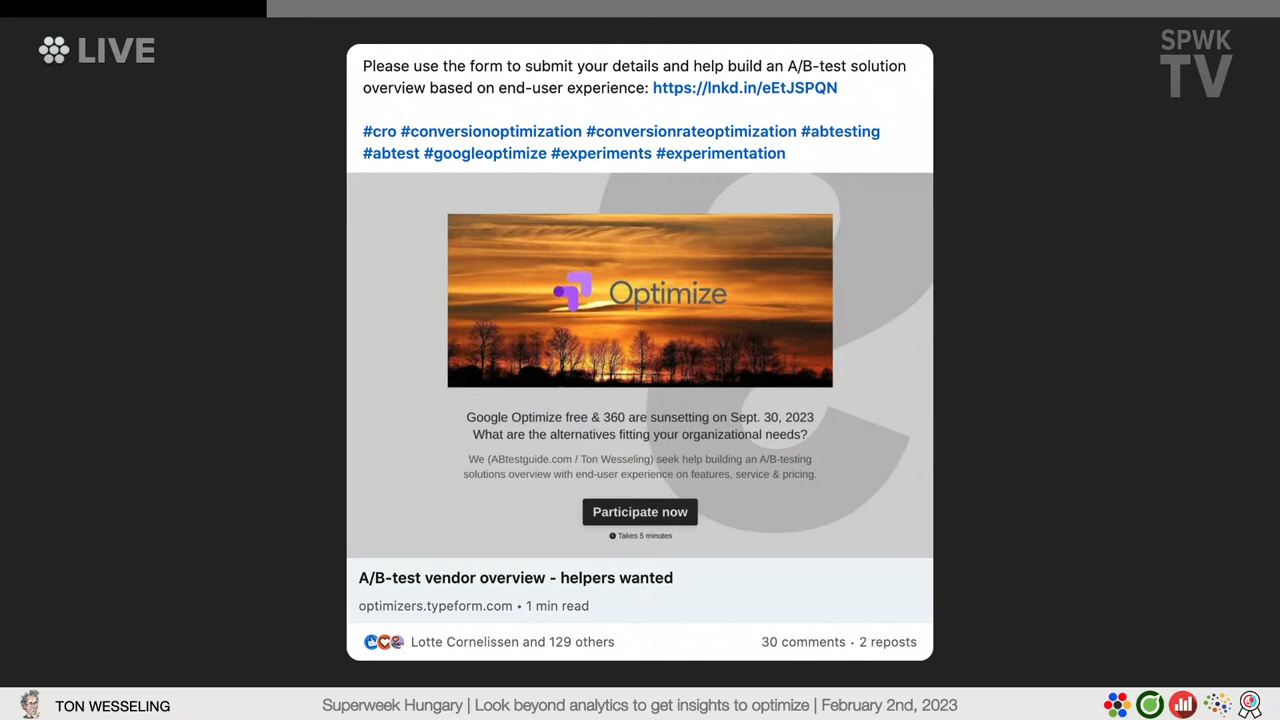 LIVE
SPWK
TV
Please use the form to submit your details and help build an A/B-test solution
overview based on end-user experience: https://lnkd.in/eEtJSPQN
#cro #conversionoptimization #conversionrateoptimization #abtesting
#abtest #googleoptimize #experiments #experimentation
Optimize
Google Optimize free & 360 are sunsetting on Sept. 30, 2023
What are the alternatives fitting your organizational needs?
We (ABtestguide.com / Ton Wesseling) seek help building an A/B-testing
solutions overview with end-user experience on features, service & pricing.
Participate now
Takes 5 minutes
A/B-test vendor overview - helpers wanted
optimizers.typeform.com • 1 min read
Lotte Cornelissen and 129 others
30 comments · 2 reposts
TON WESSELING
Superweek Hungary | Look beyond analytics to get insights to optimize | February 2nd, 2023